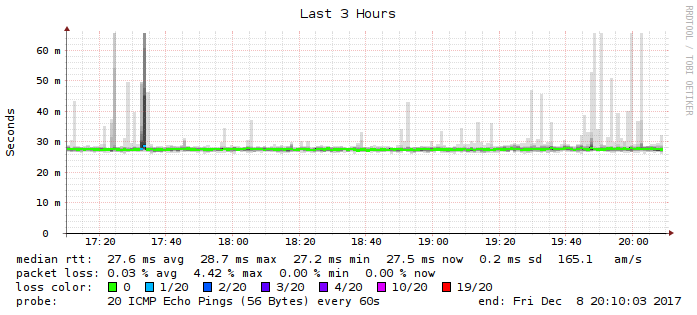 Last 3 Hours
RRDTOOL / TOBI OETIKER
Seconds
60 m
50 m
40 m
30 m
20 m
10 m
0
17:20 17:40 18:00 18:20 18:40 19:00 19:20 19:40 20:00
median rtt: 27.6 ms avg 28.7 ms max 27.2 ms min 27.5 ms now 0.2 ms sd 165.1 am/s
packet loss: 0.03 % avg 4.42 % max 0.00 % min 0.00 % now
loss color: 0 1/20 2/20 3/20 4/20 10/20 19/20
probe: 20 ICMP Echo Pings (56 Bytes) every 60s end: Fri Dec 8 20:10:03 2017